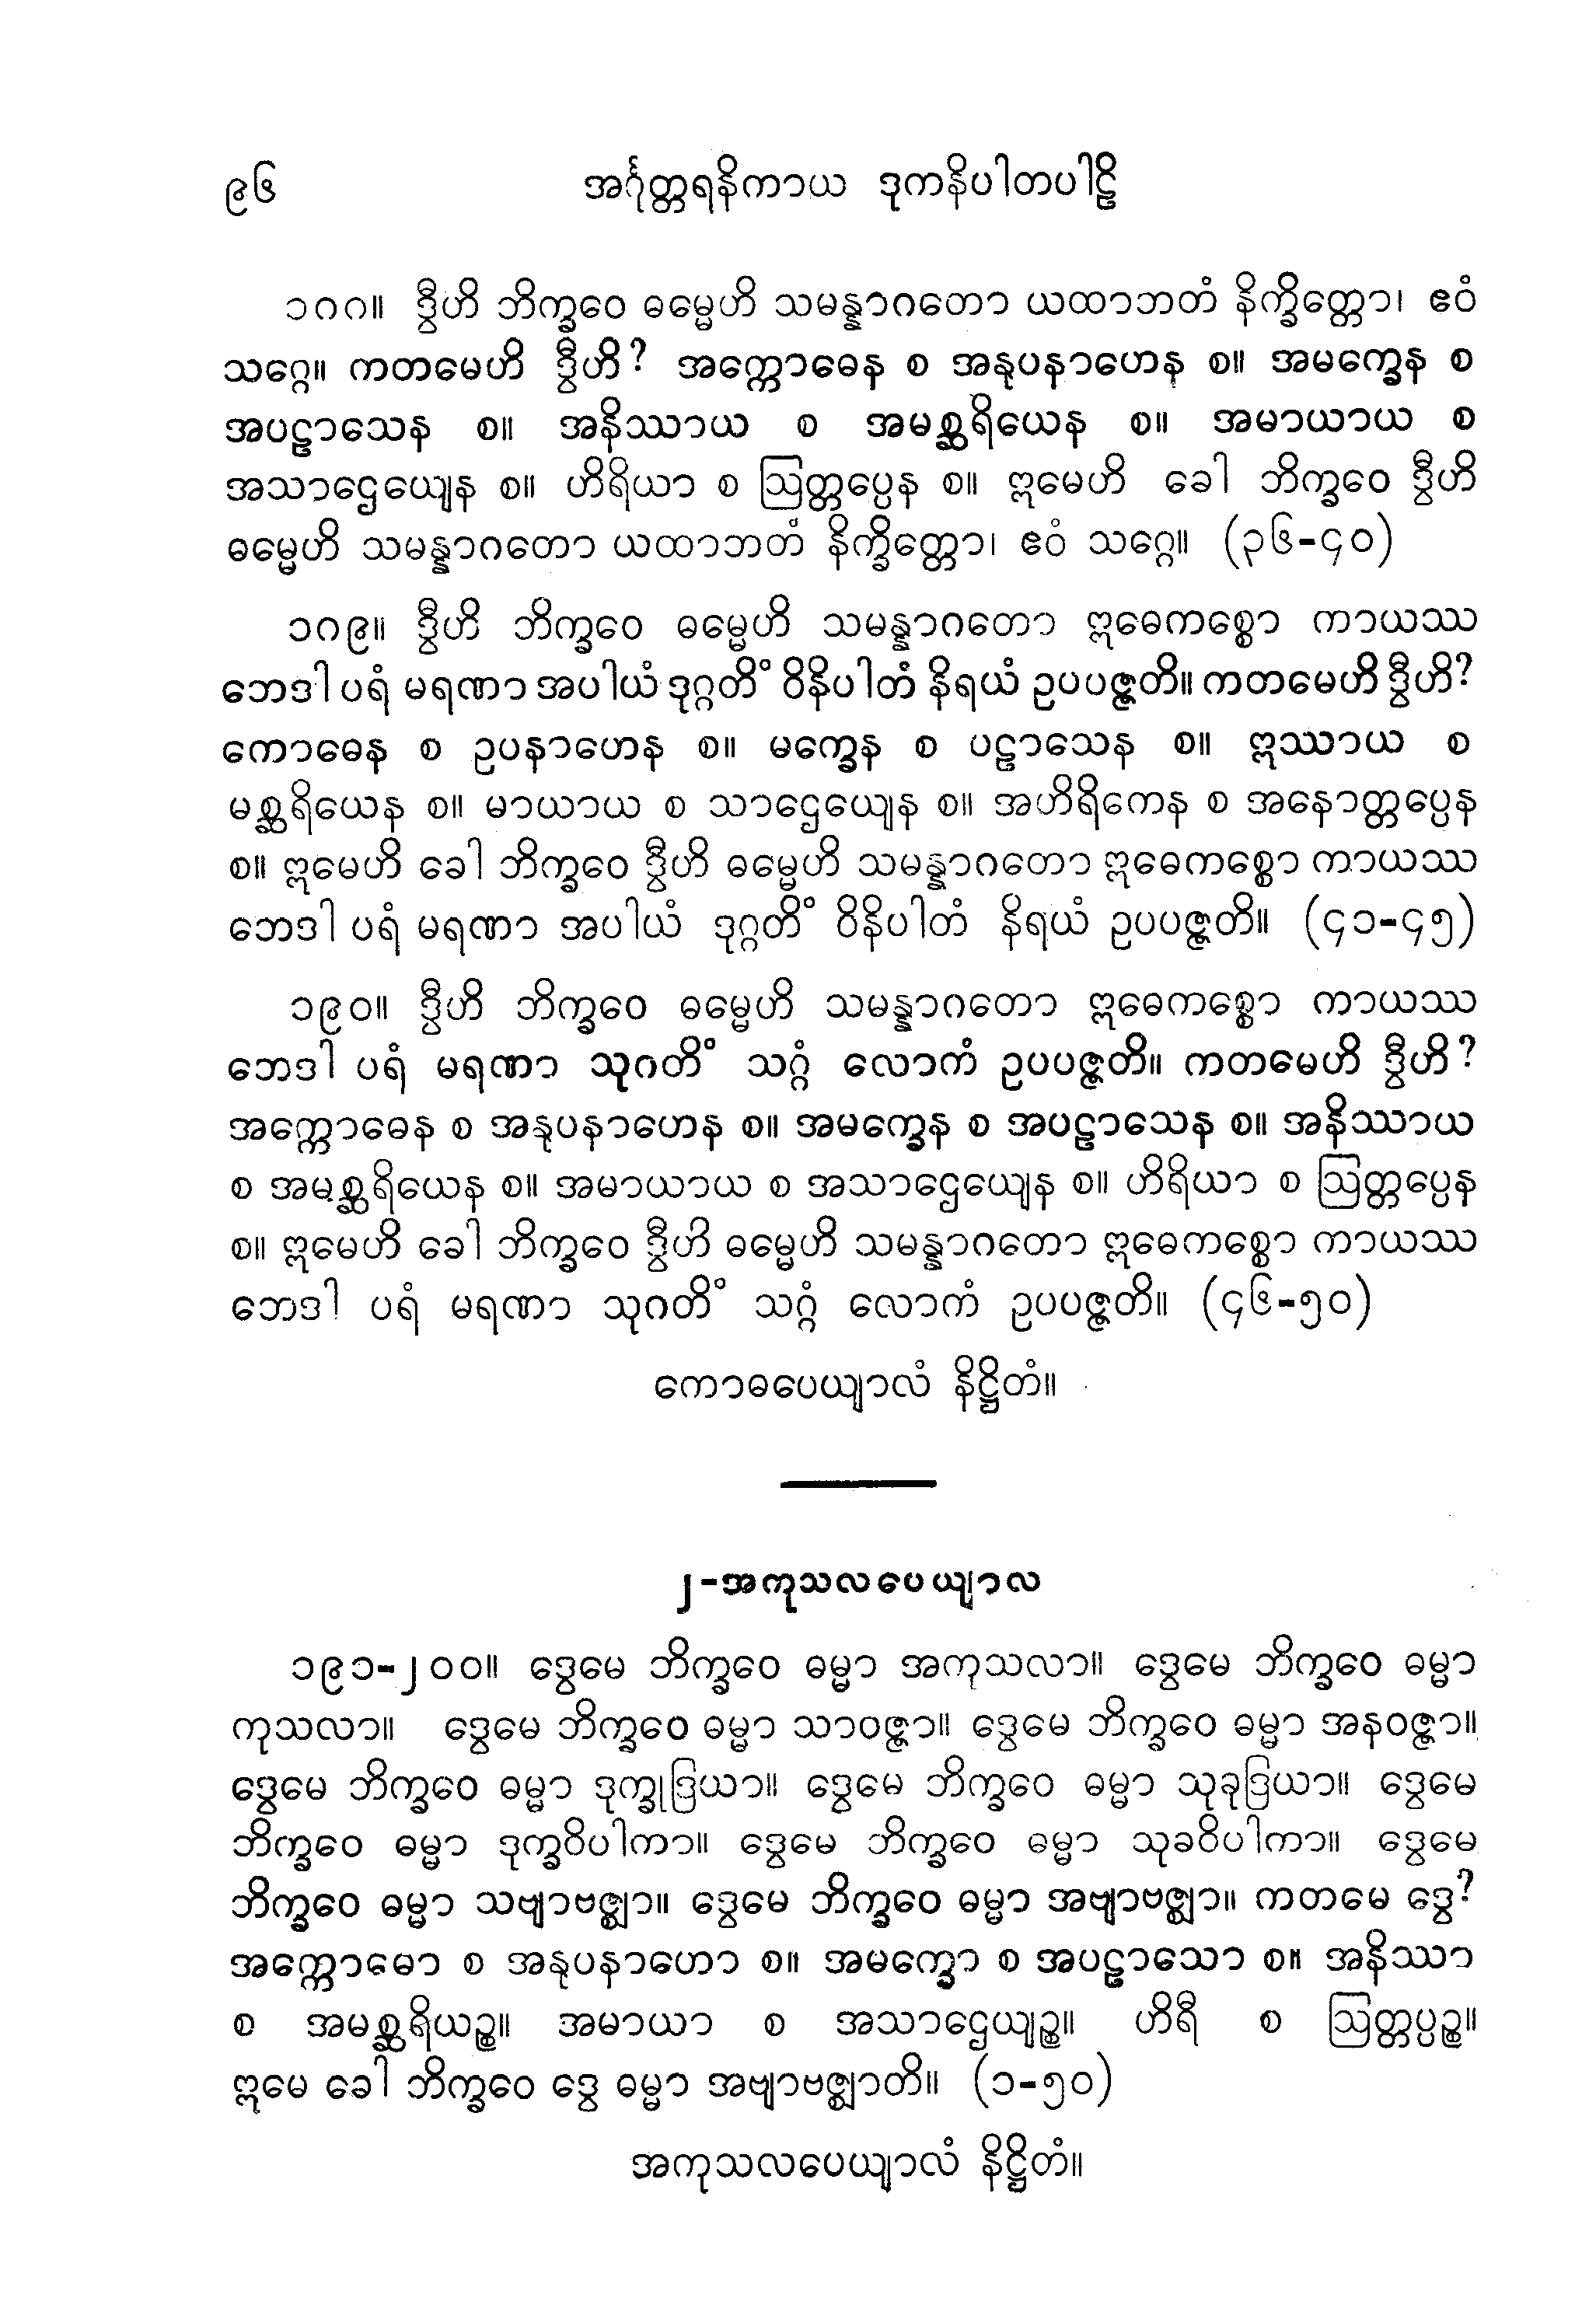 ၉၆ အင်္ဂုတ္တရနိကာယ ဒုကနိပါတပါဠိ
၁၈၈။ ဒွီဟိ ဘိက္ခဝေ ဓမ္မေဟိ သမန္နာဂတော ယထာဘတံ နိက္ခိတ္တော၊ ဧဝံ
သဂ္ဂေ။ ကတမေဟိ ဒွီဟိ? အက္ကောဓေန စ အနုပနာဟေန စ။ အမက္ခေန စ
အပဠာသေန စ။ အနိဿာယ စ အမစ္ဆရိယေန စ။ အမာယာယ စ
အသာဌေယျေန စ။ ဟိရိယာ စ ဩတ္တပ္ပေန စ။ ဣမေဟိ ခေါ ဘိက္ခဝေ ဒွီဟိ
ဓမ္မေဟိ သမန္နာဂတော ယထာဘတံ နိက္ခိတ္တော၊ ဧဝံ သဂ္ဂေ။ (၃၆-၄၀)
၁၈၉။ ဒွီဟိ ဘိက္ခဝေ ဓမ္မေဟိ သမန္နာဂတော ဣဓေကစ္စော ကာယဿ
ဘေဒါ ပရံ မရဏာ အပါယံ ဒုဂ္ဂတိံ ဝိနိပါတံ နိရယံ ဥပပဇ္ဇတိ။ ကတမေဟိ ဒွီဟိ?
ကောဓေန စ ဥပနာဟေန စ။ မက္ခေန စ ပဠာသေန စ။ ဣဿာယ စ
မစ္ဆရိယေန စ။ မာယာယ စ သာဌေယျေန စ။ အဟိရိကေန စ အနောတ္တပ္ပေန
စ။ ဣမေဟိ ခေါ ဘိက္ခဝေ ဒွီဟိ ဓမ္မေဟိ သမန္နာဂတော ဣဓေကစ္စော ကာယဿ
ဘေဒါ ပရံ မရဏာ အပါယံ ဒုဂ္ဂတိံ ဝိနိပါတံ နိရယံ ဥပပဇ္ဇတိ။ (၄၁-၄၅)
၁၉၀။ ဒွီဟိ ဘိက္ခဝေ ဓမ္မေဟိ သမန္နာဂတော ဣဓေကစ္စော ကာယဿ
ဘေဒါ ပရံ မရဏာ သုဂတိံ သဂ္ဂံ လောကံ ဥပပဇ္ဇတိ။ ကတမေဟိ ဒွီဟိ?
အက္ကောဓေန စ အနုပနာဟေန စ။ အမက္ခေန စ အပဠာသေန စ။ အနိဿာယ
စ အမစ္ဆရိယေန စ။ အမာယာယ စ အသာဌေယျေန စ။ ဟိရိယာ စ ဩတ္တပ္ပေန
စ။ ဣမေဟိ ခေါ ဘိက္ခဝေ ဒွီဟိ ဓမ္မေဟိ သမန္နာဂတော ဣဓေကစ္စော ကာယဿ
ဘေဒါ ပရံ မရဏာ သုဂတိံ သဂ္ဂံ လောကံ ဥပပဇ္ဇတိ။ (၄၆-၅၀)
ကောဓပေယျာလံ နိဋ္ဌိတံ။
၂-အကုသလပေယျာလ
၁၉၁-၂၀၀။ ဒွေမေ ဘိက္ခဝေ ဓမ္မာ အကုသလာ။ ဒွေမေ ဘိက္ခဝေ ဓမ္မာ
ကုသလာ။ ဒွေမေ ဘိက္ခဝေ ဓမ္မာ သာဝဇ္ဇာ။ ဒွေမေ ဘိက္ခဝေ ဓမ္မာ အနဝဇ္ဇာ။
ဒွေမေ ဘိက္ခဝေ ဓမ္မာ ဒုက္ခုဒြယာ။ ဒွေမေ ဘိက္ခဝေ ဓမ္မာ သုခုဒြယာ။ ဒွေမေ
ဘိက္ခဝေ ဓမ္မာ ဒုက္ခဝိပါကာ။ ဒွေမေ ဘိက္ခဝေ ဓမ္မာ သုခဝိပါကာ။ ဒွေမေ
ဘိက္ခဝေ ဓမ္မာ သဗျာဗဇ္ဈာ။ ဒွေမေ ဘိက္ခဝေ ဓမ္မာ အဗျာဗဇ္ဈာ။ ကတမေ ဒွေ?
အက္ကောဓော စ အနုပနာဟော စ။ အမက္ခော စ အပဠာသော စ။ အနိဿာ
စ အမစ္ဆရိယဉ္စ။ အမာယာ စ အသာဌေယျဉ္စ။ ဟိရီ စ ဩတ္တပ္ပဉ္စ။
ဣမေ ခေါ ဘိက္ခဝေ ဒွေ ဓမ္မာ အဗျာဗဇ္ဈာတိ။ (၁-၅၀)
အကုသလပေယျာလံ နိဋ္ဌိတံ။